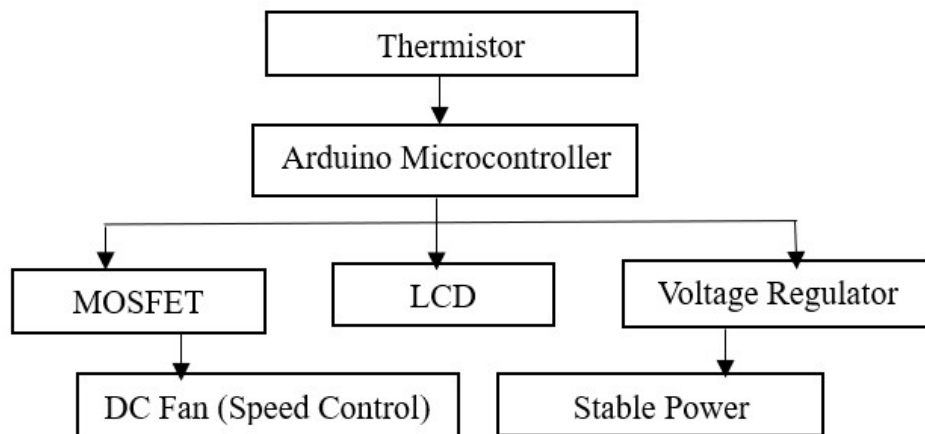 Thermistor
Arduino Microcontroller
MOSFET
LCD
Voltage Regulator
DC Fan (Speed Control)
Stable Power